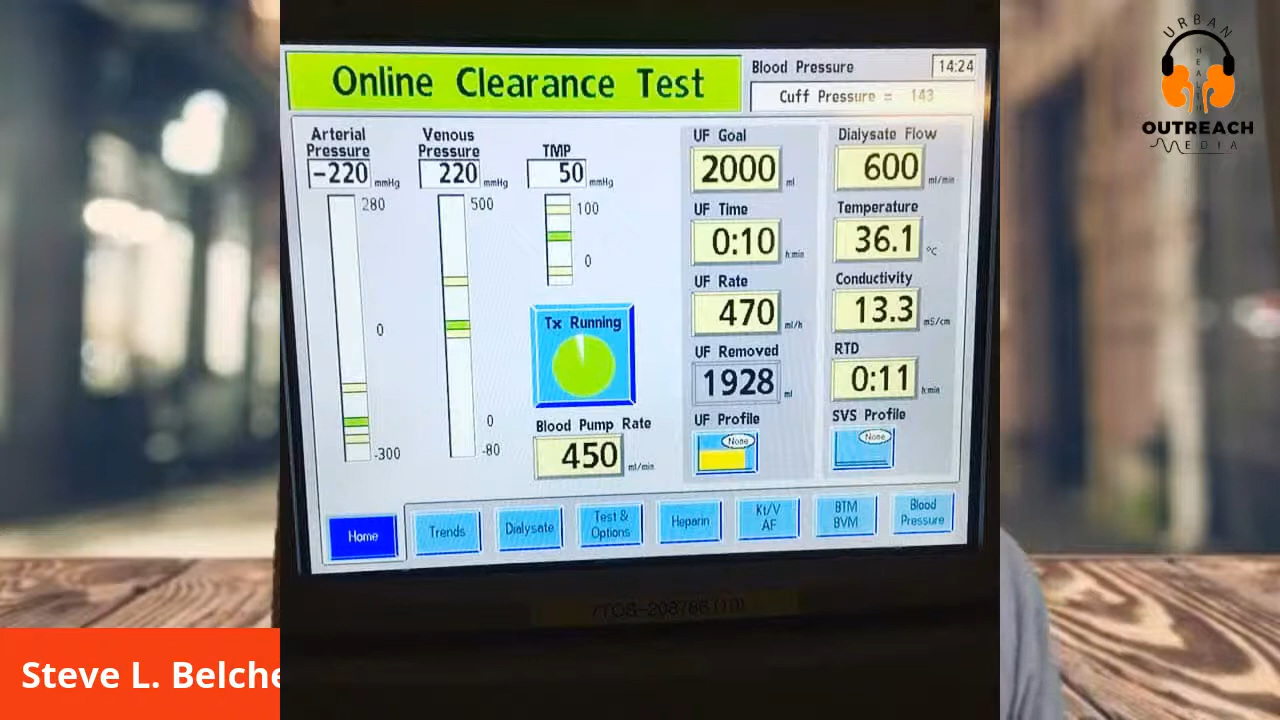 Online Clearance Test
Blood Pressure
14:24
Cuff Pressure = 143
Arterial Pressure
-220 mmHg
280
0
-300
Venous Pressure
220 mmHg
500
0
-80
TMP
50 mmHg
100
0
Tx Running
Blood Pump Rate
450 ml/min
UF Goal
2000 ml
UF Time
0:10 h:min
UF Rate
470 ml/h
UF Removed
1928 ml
UF Profile
None
Dialysate Flow
600 ml/min
Temperature
36.1 °C
Conductivity
13.3 mS/cm
RTD
0:11 h:min
SVS Profile
None
Home
Trends
Dialysate
Test & Options
Heparin
Kt/V AF
BTM BVM
Blood Pressure
Steve L. Belche
URBAN
HEALTH
OUTREACH
MEDIA